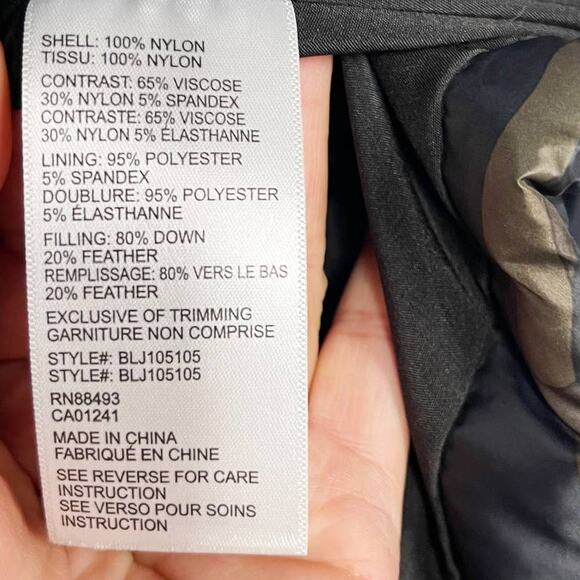 SHELL: 100% NYLON
TISSU: 100% NYLON
CONTRAST: 65% VISCOSE
30% NYLON 5% SPANDEX
CONTRASTE: 65% VISCOSE
30% NYLON 5% ÉLASTHANNE
LINING: 95% POLYESTER
5% SPANDEX
DOUBLURE: 95% POLYESTER
5% ÉLASTHANNE
FILLING: 80% DOWN
20% FEATHER
REMPLISSAGE: 80% VERS LE BAS
20% FEATHER
EXCLUSIVE OF TRIMMING
GARNITURE NON COMPRISE
STYLE#: BLJ105105
STYLE#: BLJ105105
RN88493
CA01241
MADE IN CHINA
FABRIQUÉ EN CHINE
SEE REVERSE FOR CARE
INSTRUCTION
SEE VERSO POUR SOINS
INSTRUCTION